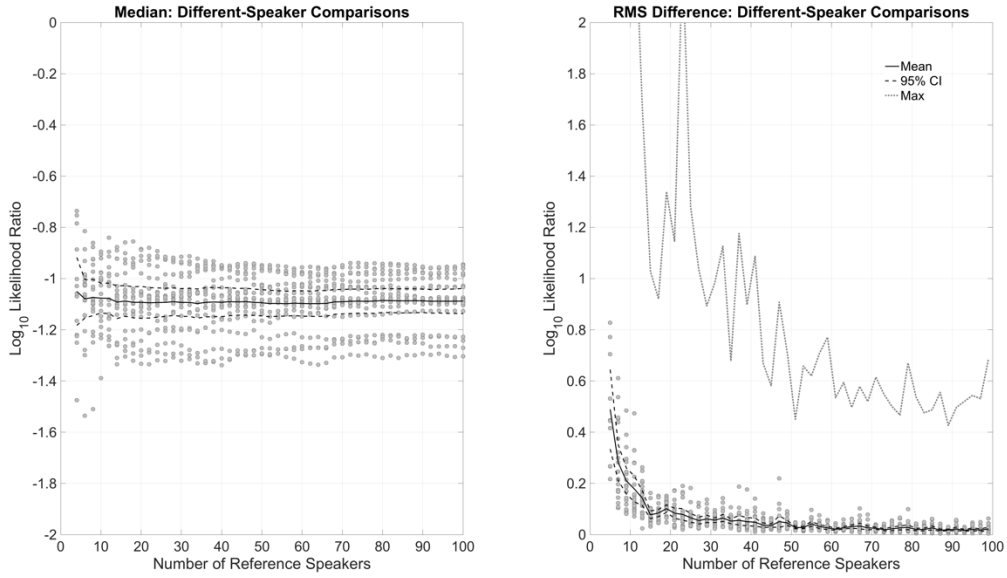 Median: Different-Speaker Comparisons
0
-0.2
-0.4
-0.6
-0.8
-1
-1.2
-1.4
-1.6
-1.8
-2
Log10 Likelihood Ratio
0 10 20 30 40 50 60 70 80 90 100
Number of Reference Speakers
RMS Difference: Different-Speaker Comparisons
2
1.8
1.6
1.4
1.2
1
0.8
0.6
0.4
0.2
0
Log10 Likelihood Ratio
Mean
95% CI
Max
0 10 20 30 40 50 60 70 80 90 100
Number of Reference Speakers